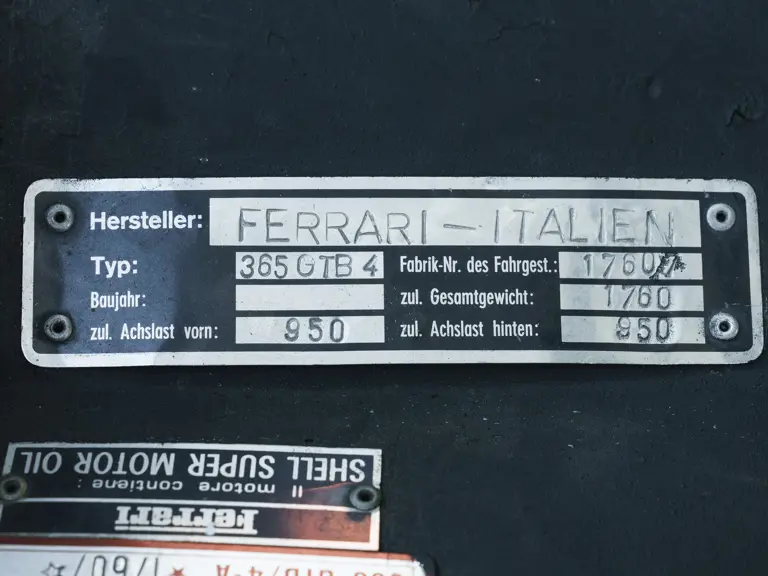 Hersteller: FERRARI - ITALIEN
Typ: 365 GTB 4 Fabrik-Nr. des Fahrgest.: 17607
Baujahr: zul. Gesamtgewicht: 1760
zul. Achslast vorn: 950 zul. Achslast hinten: 950
SHELL SUPER MOTOR OIL
Il motore contiene :
Ferrari